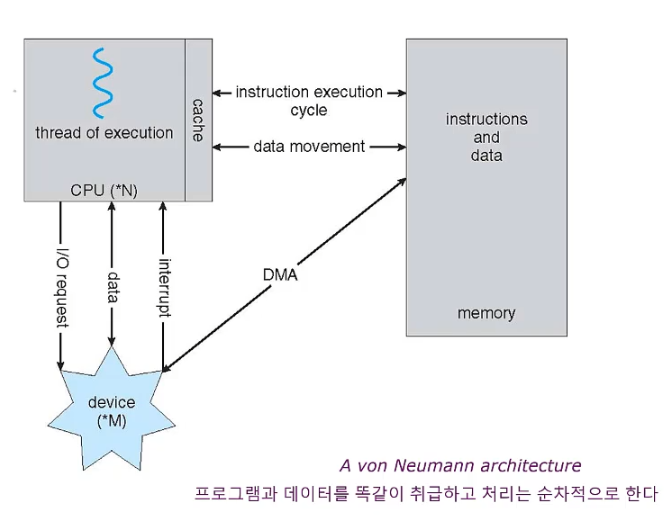 thread of execution
cache
CPU (*N)
instruction execution
cycle
data movement
instructions
and
data
memory
I/O request
data
interrupt
DMA
device
(*M)
A von Neumann architecture
프로그램과 데이터를 똑같이 취급하고 처리는 순차적으로 한다